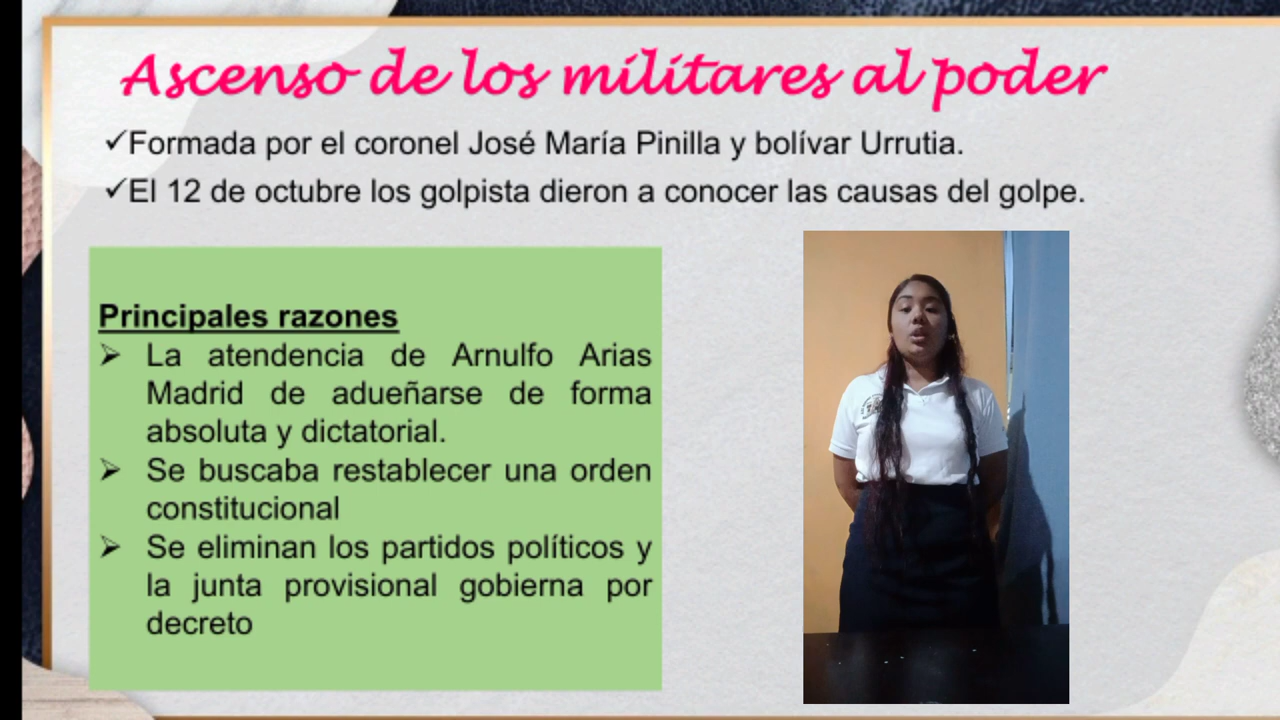 Ascenso de los militares al poder
✓Formada por el coronel José María Pinilla y bolívar Urrutia.
✓El 12 de octubre los golpista dieron a conocer las causas del golpe.
Principales razones
➢ La atendencia de Arnulfo Arias
Madrid de adueñarse de forma
absoluta y dictatorial.
➢ Se buscaba restablecer una orden
constitucional
➢ Se eliminan los partidos políticos y
la junta provisional gobierna por
decreto